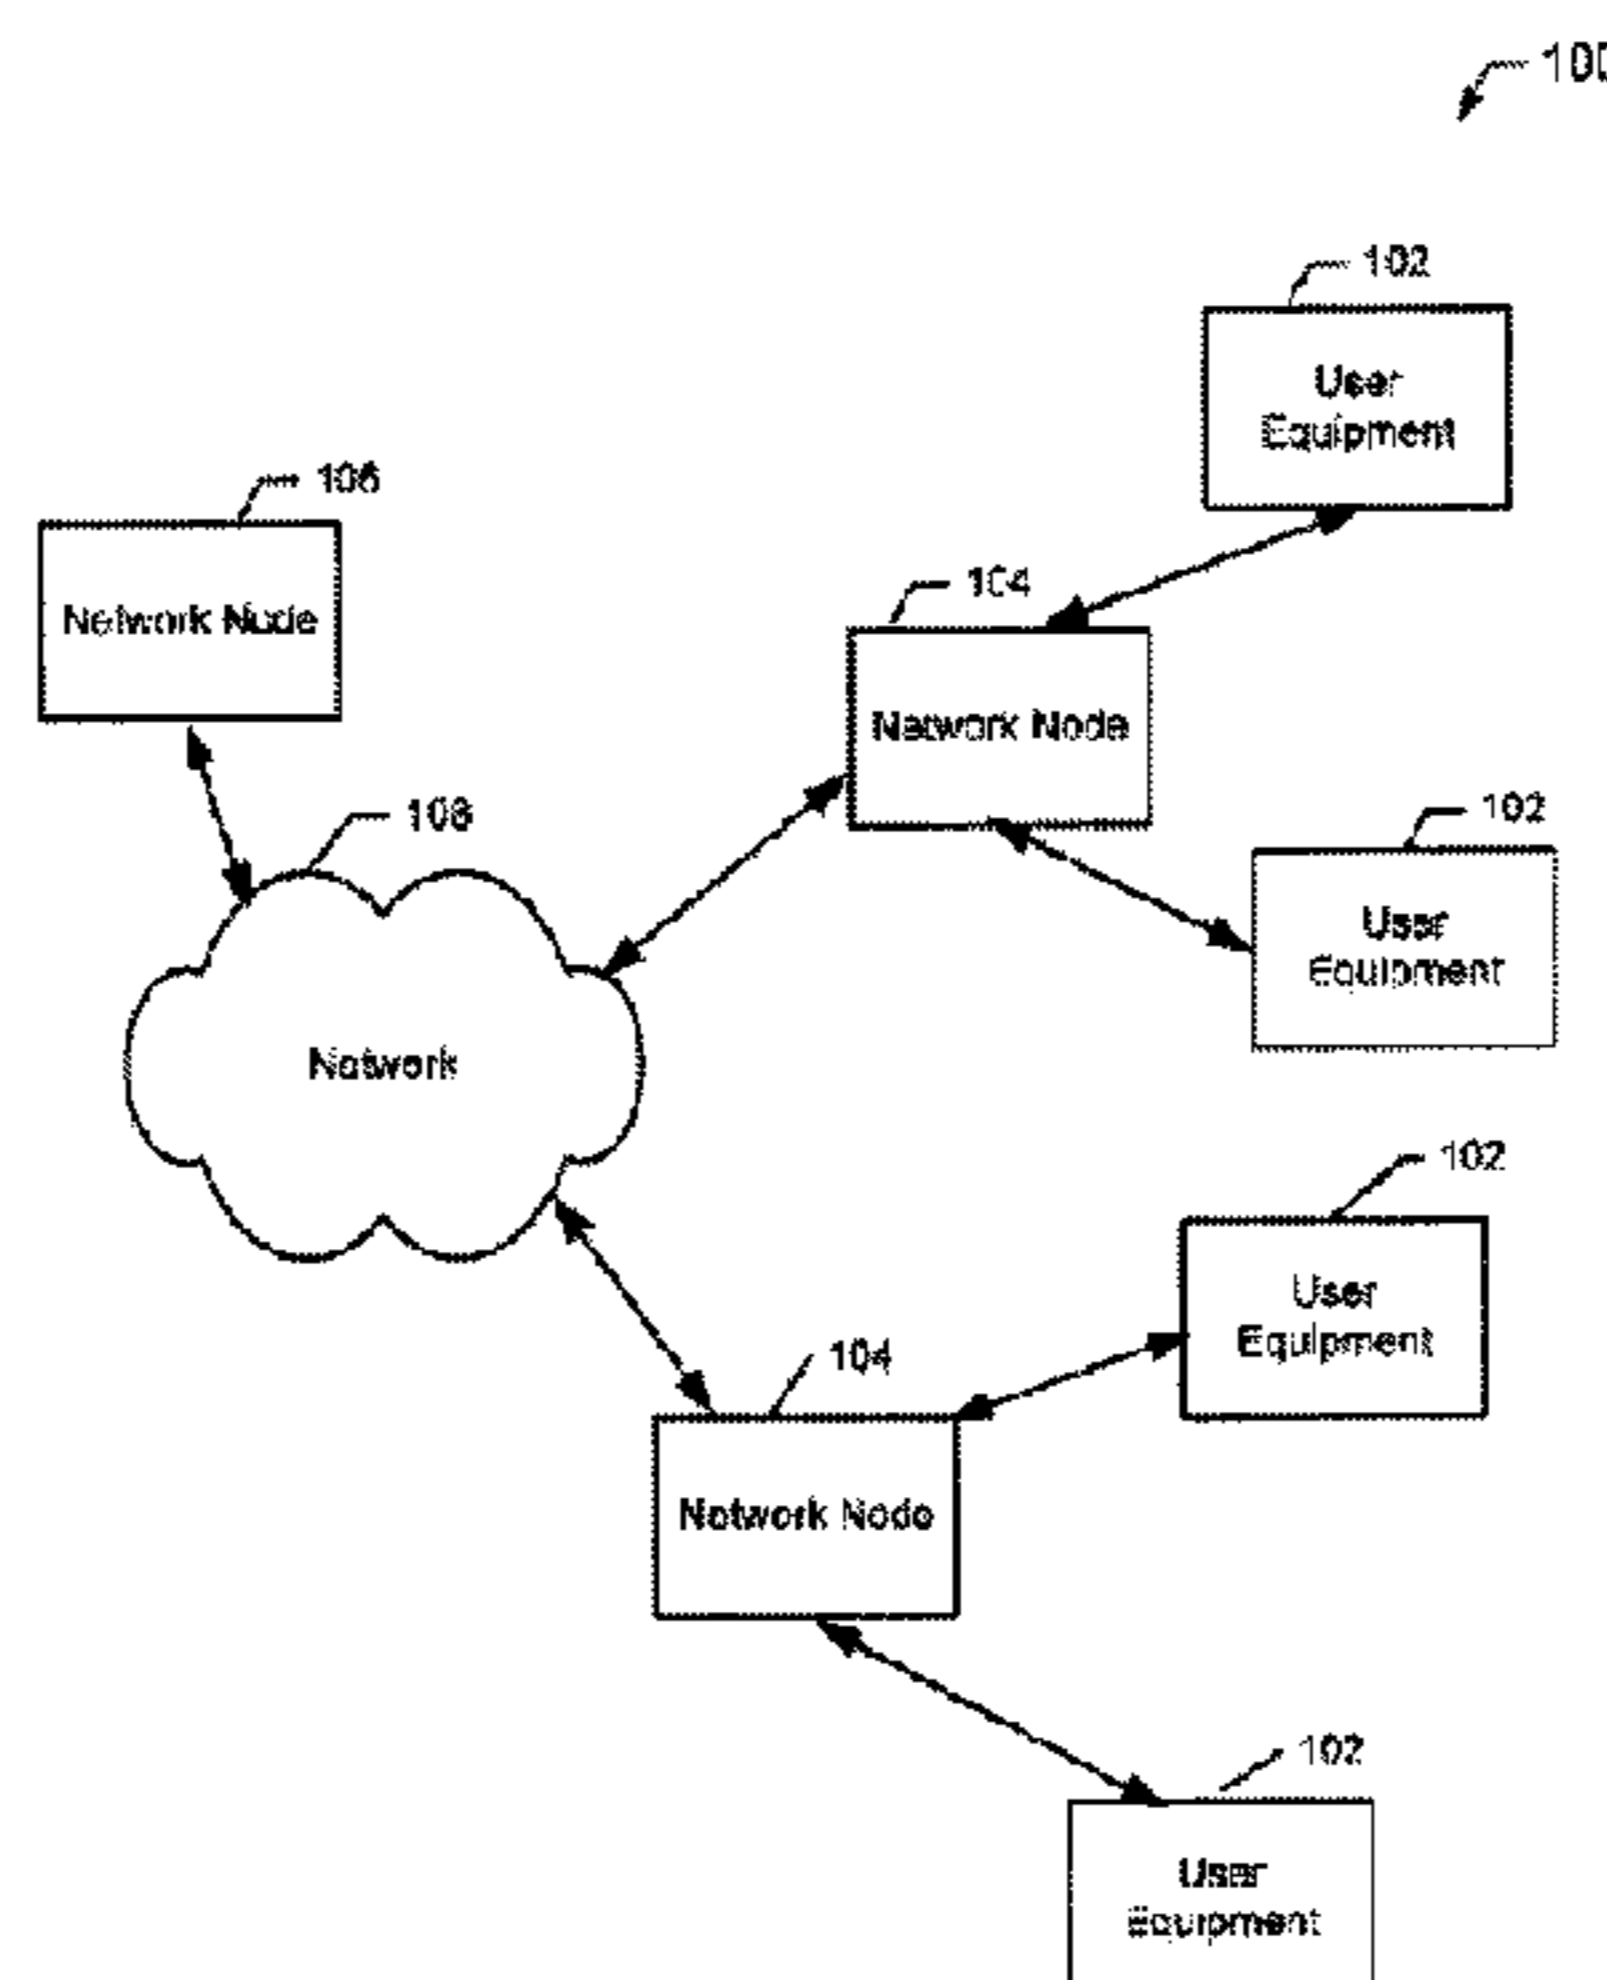 100
102
User
Equipment
106
Network Node
104
Network Node
108
102
User
Equipment
Network
102
User
Equipment
104
Network Node
102
User
Equipment